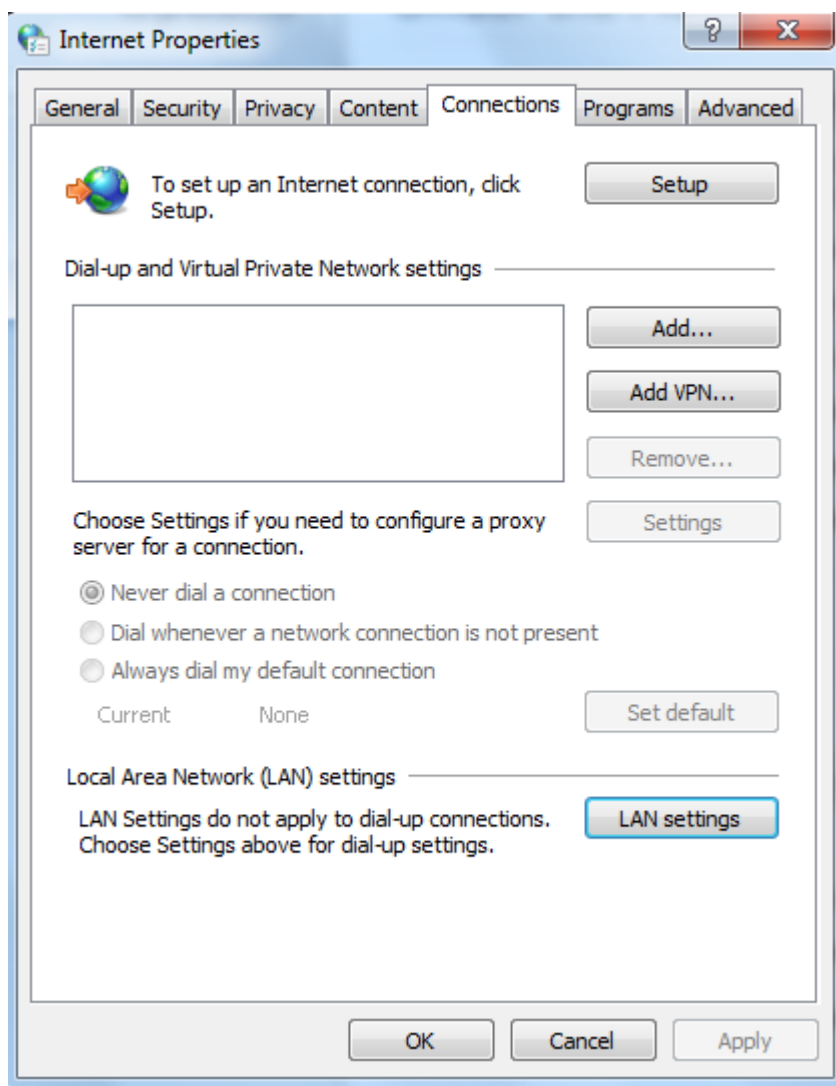 Internet Properties
General Security Privacy Content Connections Programs Advanced
To set up an Internet connection, click
Setup.
Setup
Dial-up and Virtual Private Network settings
Add...
Add VPN...
Remove...
Choose Settings if you need to configure a proxy
server for a connection.
Settings
Never dial a connection
Dial whenever a network connection is not present
Always dial my default connection
Current None
Set default
Local Area Network (LAN) settings
LAN Settings do not apply to dial-up connections.
Choose Settings above for dial-up settings.
LAN settings
OK Cancel Apply